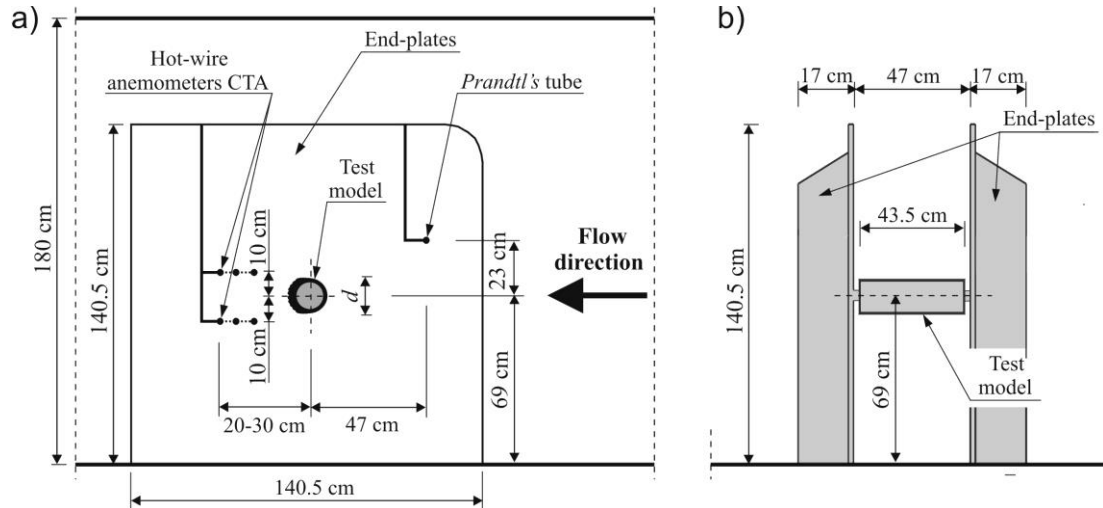 a)
End-plates
Hot-wire
anemometers CTA
Prandtl's tube
Test
model
180 cm
140.5 cm
10 cm
10 cm
d
Flow
direction
23 cm
69 cm
20-30 cm
47 cm
140.5 cm
b)
17 cm
47 cm
17 cm
End-plates
43.5 cm
140.5 cm
69 cm
Test
model